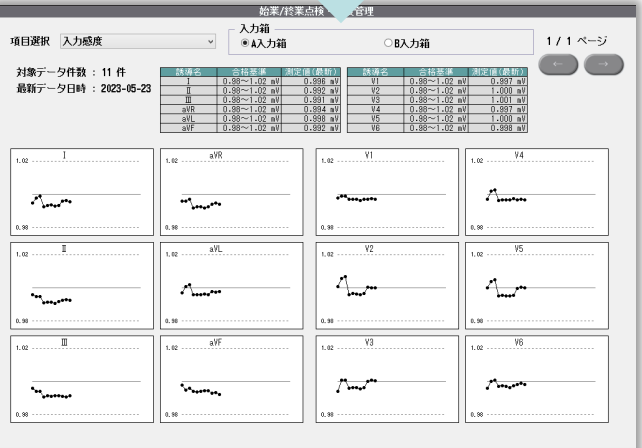 始業/終業点検 管理
項目選択 入力感度
入力箱
A入力箱 B入力箱
1 / 1 ページ
対象データ件数 : 11 件
最新データ日時 : 2023-05-23
誘導名 合格基準 測定値(最新)
I 0.98～1.02 mV 0.996 mV
II 0.98～1.02 mV 0.992 mV
III 0.98～1.02 mV 0.991 mV
aVR 0.98～1.02 mV 0.994 mV
aVL 0.98～1.02 mV 0.998 mV
aVF 0.98～1.02 mV 0.992 mV
誘導名 合格基準 測定値(最新)
V1 0.98～1.02 mV 0.997 mV
V2 0.98～1.02 mV 1.000 mV
V3 0.98～1.02 mV 1.001 mV
V4 0.98～1.02 mV 0.997 mV
V5 0.98～1.02 mV 1.000 mV
V6 0.98～1.02 mV 0.998 mV
I
1.02
0.98
aVR
1.02
0.98
V1
1.02
0.98
V4
1.02
0.98
II
1.02
0.98
aVL
1.02
0.98
V2
1.02
0.98
V5
1.02
0.98
III
1.02
0.98
aVF
1.02
0.98
V3
1.02
0.98
V6
1.02
0.98